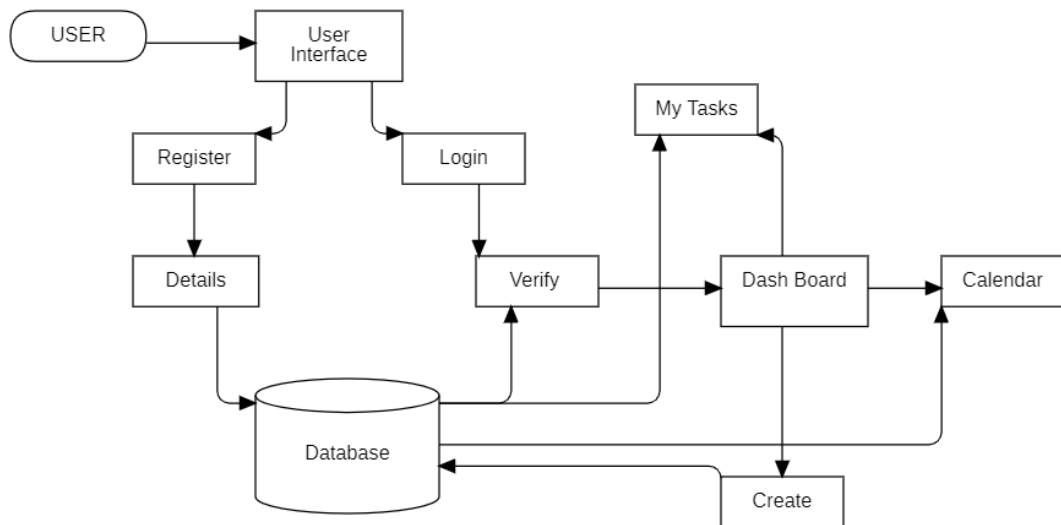 USER
User
Interface
My Tasks
Register
Login
Details
Verify
Dash Board
Calendar
Database
Create